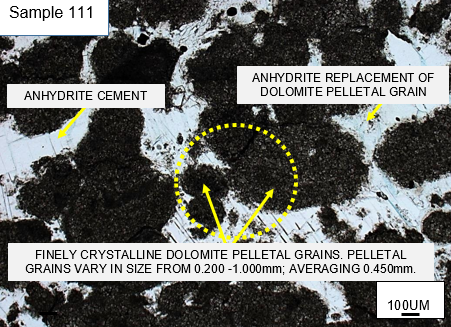 Sample 111
ANHYDRITE CEMENT
ANHYDRITE REPLACEMENT OF
DOLOMITE PELLETAL GRAIN
FINELY CRYSTALLINE DOLOMITE PELLETAL GRAINS. PELLETAL
GRAINS VARY IN SIZE FROM 0.200 -1.000mm; AVERAGING 0.450mm.
100UM